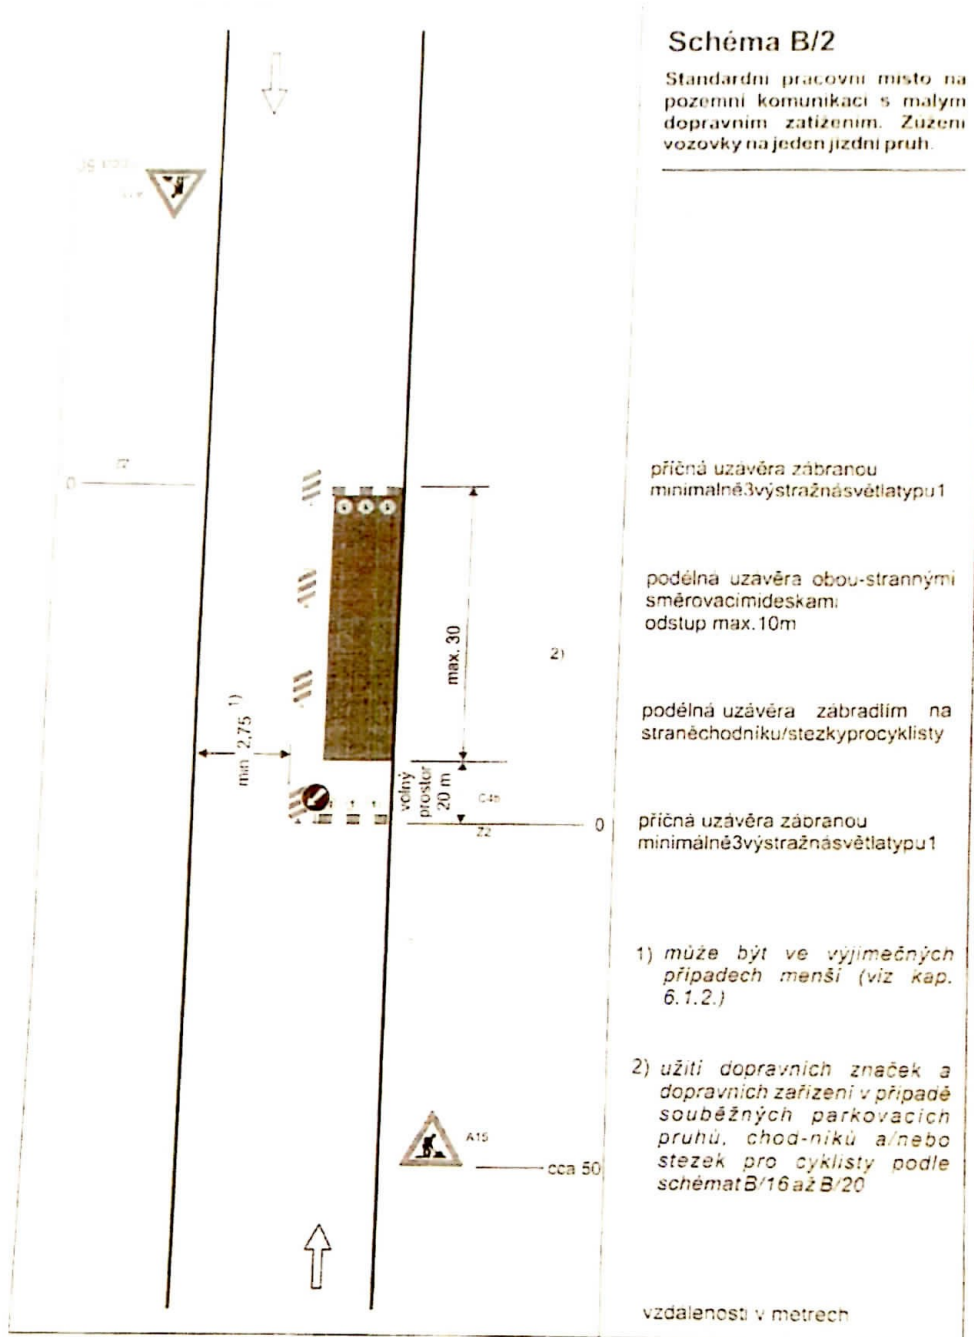 Schéma B/2
Standardní pracovní místo na
pozemní komunikaci s malým
dopravním zatížením. Zúžení
vozovky na jeden jízdní pruh.
0
příčná uzávěra zábranou
minimálně3výstražnásvětlatypu1
podélná uzávěra obou-strannými
směrovacímideskami
odstup max.10m
max. 30
2)
podélná uzávěra zábradlím na
straněchodníku/stezkyprocyklisty
min 2,75 1)
volný
prostor
20 m
C4b
Z2
0
příčná uzávěra zábranou
minimálně3výstražnásvětlatypu1
1) může být ve výjimečných
případech menší (viz kap.
6.1.2.)
2) užití dopravních značek a
dopravních zařízení v případě
souběžných parkovacích
pruhů, chod-níků a/nebo
stezek pro cyklisty podle
schémat B/16 až B/20
A15
cca 50
vzdálenosti v metrech